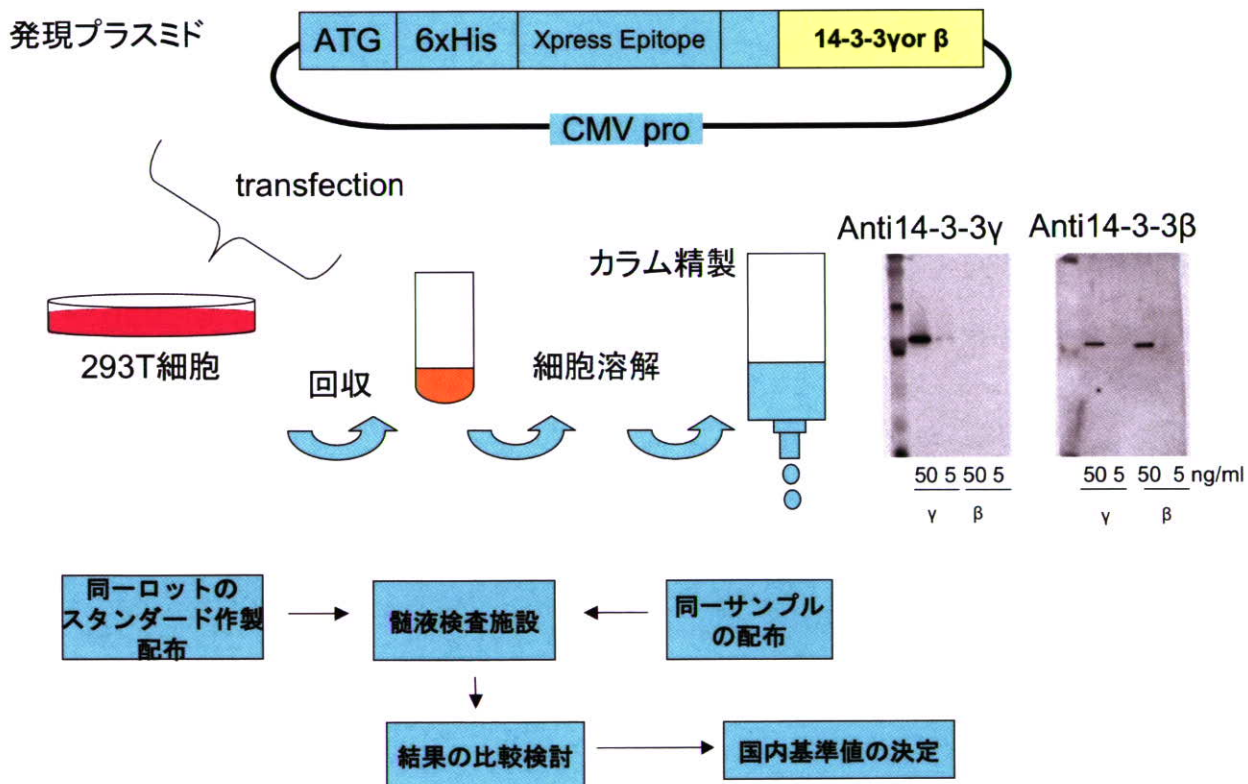 発現プラスミド
ATG 6xHis Xpress Epitope 14-3-3γor β
CMV pro
transfection
293T細胞
回収
細胞溶解
カラム精製
Anti14-3-3γ Anti14-3-3β
50 5 50 5 50 5 50 5 ng/ml
γ β γ β
同一ロットの
スタンダード作製
配布
髄液検査施設
同一サンプル
の配布
結果の比較検討
国内基準値の決定